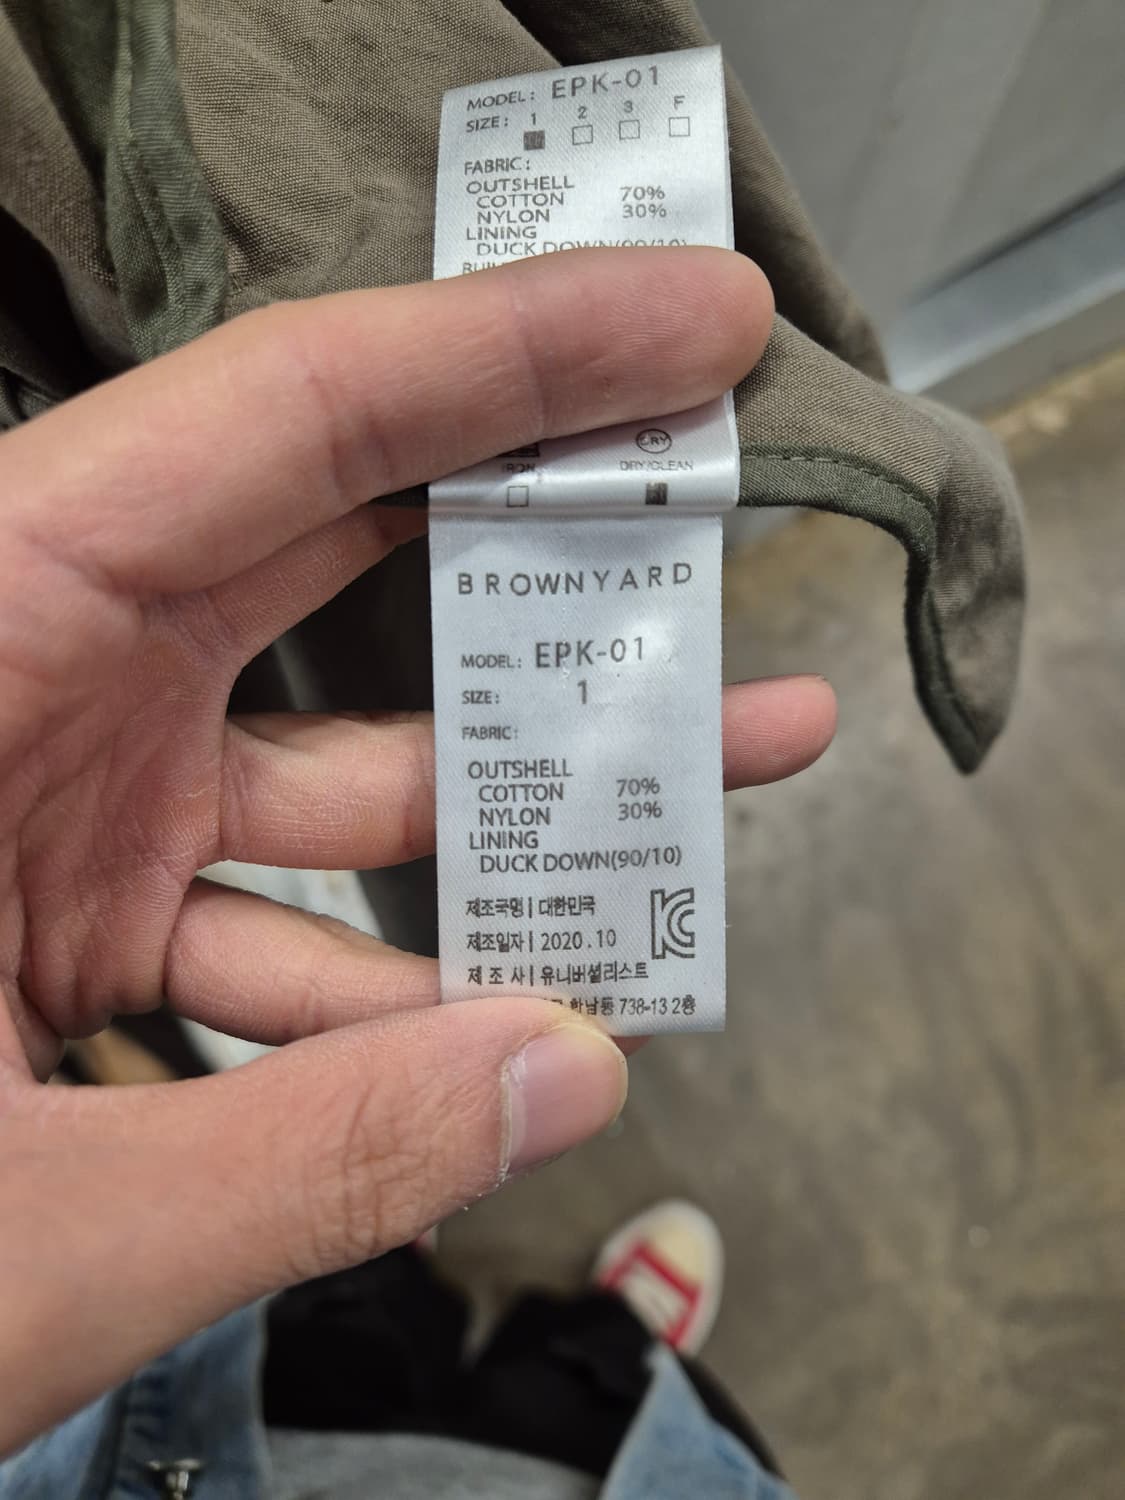 MODEL: EPK-01
SIZE: 1 2 3 F
FABRIC:
OUTSHELL
COTTON 70%
NYLON 30%
LINING
DUCK DOWN(90/10)
IRON DRY/CLEAN
DRY
BROWNYARD
MODEL: EPK-01
SIZE: 1
FABRIC:
OUTSHELL
COTTON 70%
NYLON 30%
LINING
DUCK DOWN(90/10)
제조국명 | 대한민국
제조일자 | 2020.10
KC
제 조 사 | 유니버셜리스트
한남동 738-13 2층